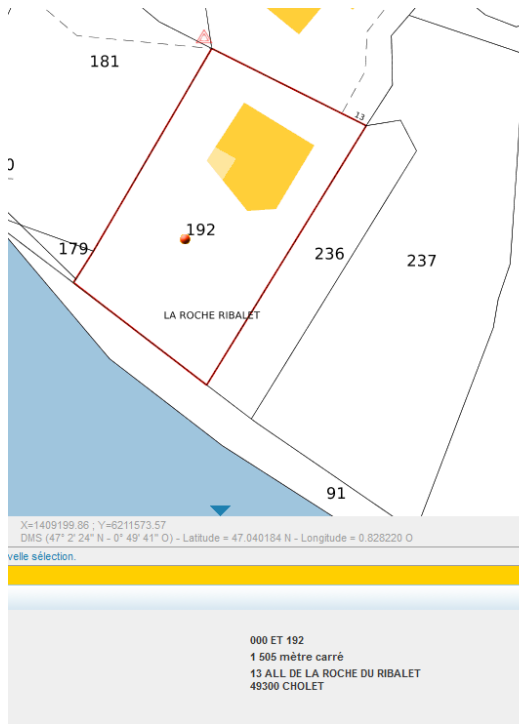 181
13
0
192
179
236
237
LA ROCHE RIBALET
91
X=1409199.86 ; Y=6211573.57
DMS (47° 2' 24" N - 0° 49' 41" O) - Latitude = 47.040184 N - Longitude = 0.828220 O
velle sélection.
000 ET 192
1 505 mètre carré
13 ALL DE LA ROCHE DU RIBALET
49300 CHOLET